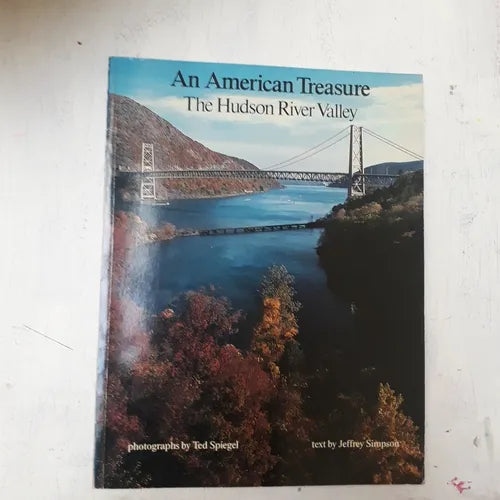 An American Treasure
The Hudson River Valley
photographs by Ted Spiegel
text by Jeffrey Simpson